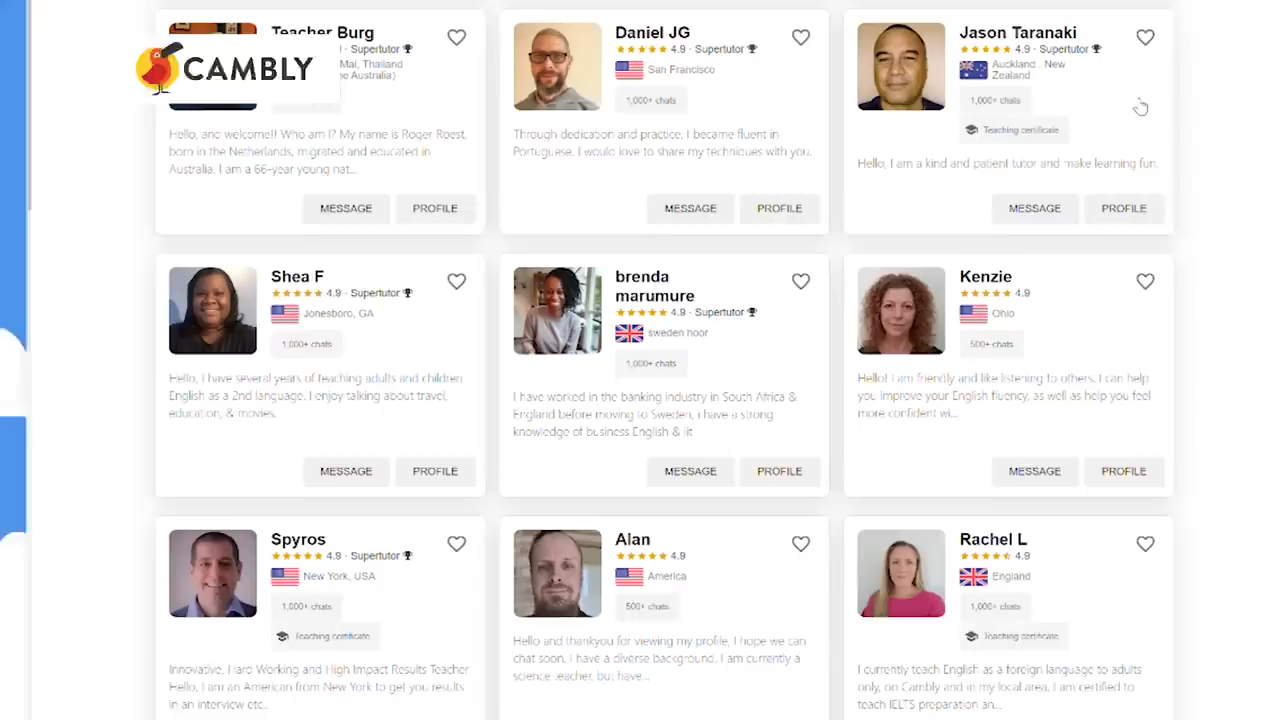 Teacher Burg
Supertutor
Mai, Thailand
Australia)
CAMBLY
Hello, and welcome!! Who am I? My name is Roger Roest,
born in the Netherlands, migrated and educated in
Australia. I am a 66-year young nat...
MESSAGE PROFILE
Daniel JG
4.9 · Supertutor
San Francisco
1,000+ chats
Through dedication and practice, I became fluent in
Portuguese. I would love to share my techniques with you.
MESSAGE PROFILE
Jason Taranaki
4.9 · Supertutor
Auckland , New
Zealand
1,000+ chats
Teaching certificate
Hello, I am a kind and patient tutor and make learning fun.
MESSAGE PROFILE
Shea F
4.9 · Supertutor
Jonesboro, GA
1,000+ chats
Hello, I have several years of teaching adults and children
English as a 2nd language. I enjoy talking about travel,
education, & movies.
MESSAGE PROFILE
brenda
marumure
4.9 · Supertutor
sweden hoor
1,000+ chats
I have worked in the banking industry in South Africa &
England before moving to Sweden, i have a strong
knowledge of business English & lit
MESSAGE PROFILE
Kenzie
4.9
Ohio
500+ chats
Hello! I am friendly and like listening to others. I can help
you improve your English fluency, as well as help you feel
more confident wi...
MESSAGE PROFILE
Spyros
4.9 · Supertutor
New York, USA
1,000+ chats
Teaching certificate
Innovative, Hard Working and High Impact Results Teacher
Hello, I am an American from New York to get you results
in an interview etc..
Alan
4.9
America
500+ chats
Hello and thankyou for viewing my profile, I hope we can
chat soon. I have a diverse background, I am currently a
science teacher, but have...
Rachel L
4.9
England
1,000+ chats
Teaching certificate
I currently teach English as a foreign language to adults
only, on Cambly and in my local area. I am certified to
teach IELTS preparation an...